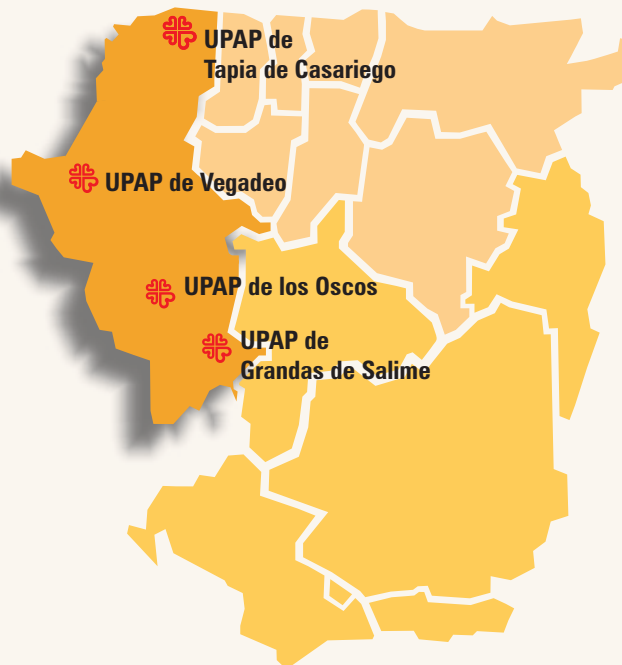 UPAP de
Tapia de Casariego
UPAP de Vegadeo
UPAP de los Oscos
UPAP de
Grandas de Salime